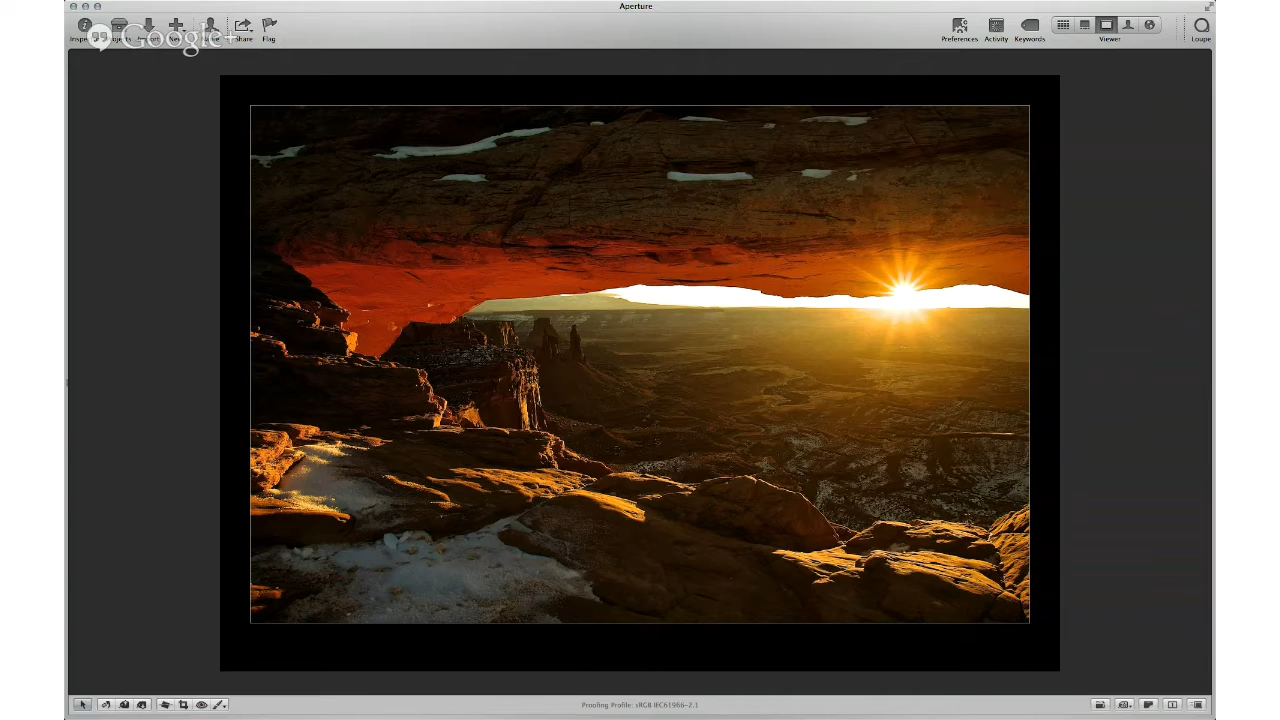 Aperture
Google+
Share
Flag
Preferences
Activity
Keywords
Viewer
Loupe
Proofing Profile: sRGB IEC61966-2.1